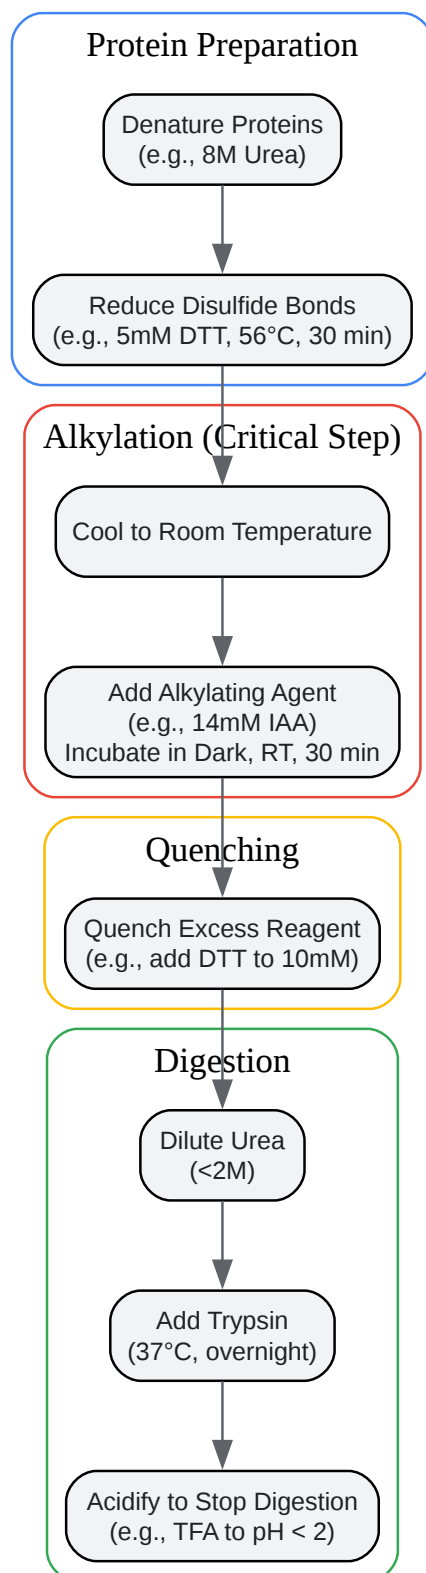 Protein Preparation
Denature Proteins
(e.g., 8M Urea)
Reduce Disulfide Bonds
(e.g., 5mM DTT, 56°C, 30 min)
Alkylation (Critical Step)
Cool to Room Temperature
Add Alkylating Agent
(e.g., 14mM IAA)
Incubate in Dark, RT, 30 min
Quenching
Quench Excess Reagent
(e.g., add DTT to 10mM)
Digestion
Dilute Urea
(<2M)
Add Trypsin
(37°C, overnight)
Acidify to Stop Digestion
(e.g., TFA to pH < 2)